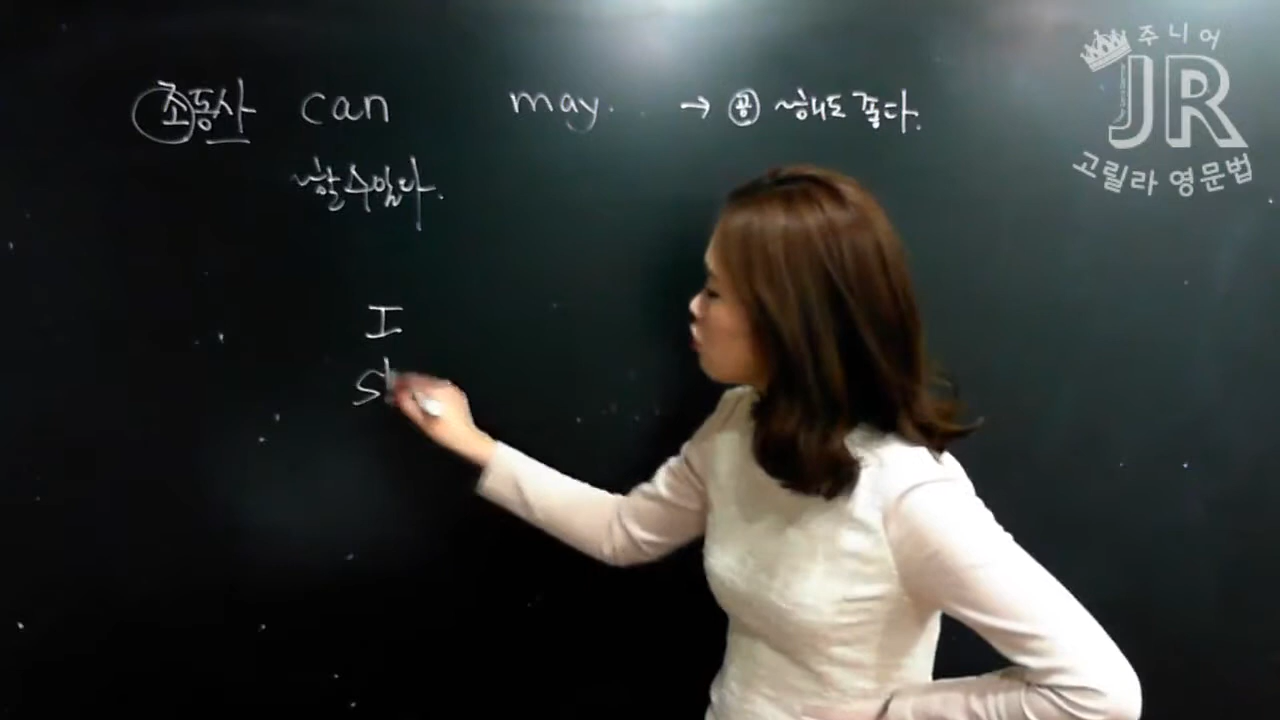 조동사 can may. → 공 ~해도 좋다.
~할 수 있다.
I
s
주니어
JR
고릴라 영문법